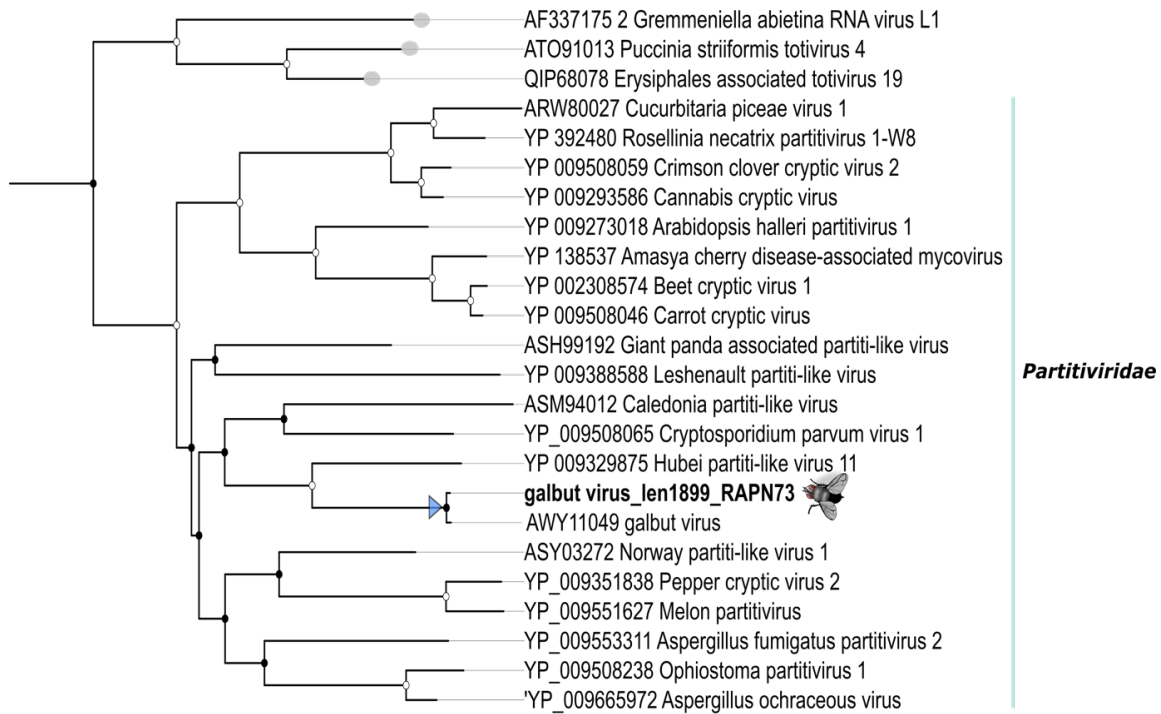 AF337175 2 Gremmeniella abietina RNA virus L1
ATO91013 Puccinia striiformis totivirus 4
QIP68078 Erysiphales associated totivirus 19
ARW80027 Cucurbitaria piceae virus 1
YP 392480 Rosellinia necatrix partitivirus 1-W8
YP 009508059 Crimson clover cryptic virus 2
YP 009293586 Cannabis cryptic virus
YP 009273018 Arabidopsis halleri partitivirus 1
YP 138537 Amasya cherry disease-associated mycovirus
YP 002308574 Beet cryptic virus 1
YP 009508046 Carrot cryptic virus
ASH99192 Giant panda associated partiti-like virus
Partitiviridae
YP 009388588 Leshenault partiti-like virus
ASM94012 Caledonia partiti-like virus
YP_009508065 Cryptosporidium parvum virus 1
YP 009329875 Hubei partiti-like virus 11
galbut virus_len1899_RAPN73
AWY11049 galbut virus
ASY03272 Norway partiti-like virus 1
YP_009351838 Pepper cryptic virus 2
YP_009551627 Melon partitivirus
YP_009553311 Aspergillus fumigatus partitivirus 2
YP_009508238 Ophiostoma partitivirus 1
'YP_009665972 Aspergillus ochraceous virus